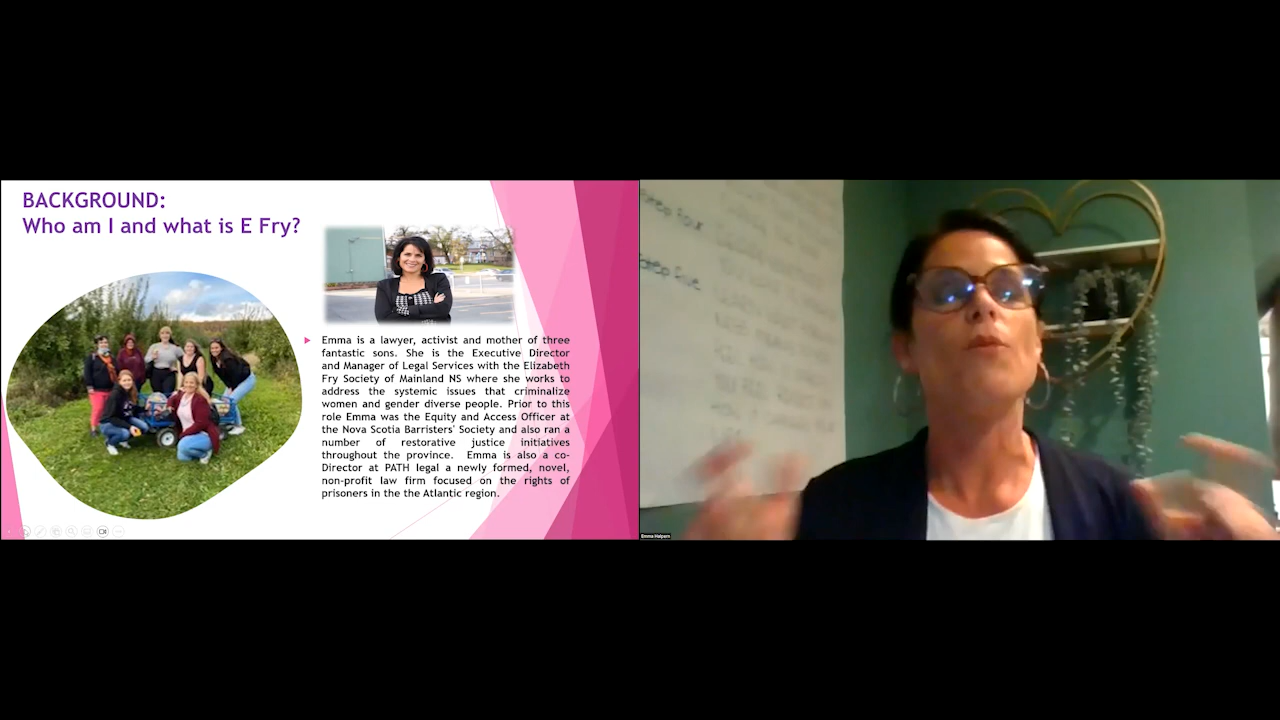 BACKGROUND:
Who am I and what is E Fry?
Emma is a lawyer, activist and mother of three
fantastic sons. She is the Executive Director
and Manager of Legal Services with the Elizabeth
Fry Society of Mainland NS where she works to
address the systemic issues that criminalize
women and gender diverse people. Prior to this
role Emma was the Equity and Access Officer at
the Nova Scotia Barristers' Society and also ran a
number of restorative justice initiatives
throughout the province. Emma is also a co-
Director at PATH legal a newly formed, novel,
non-profit law firm focused on the rights of
prisoners in the the Atlantic region.
Emma Halpern